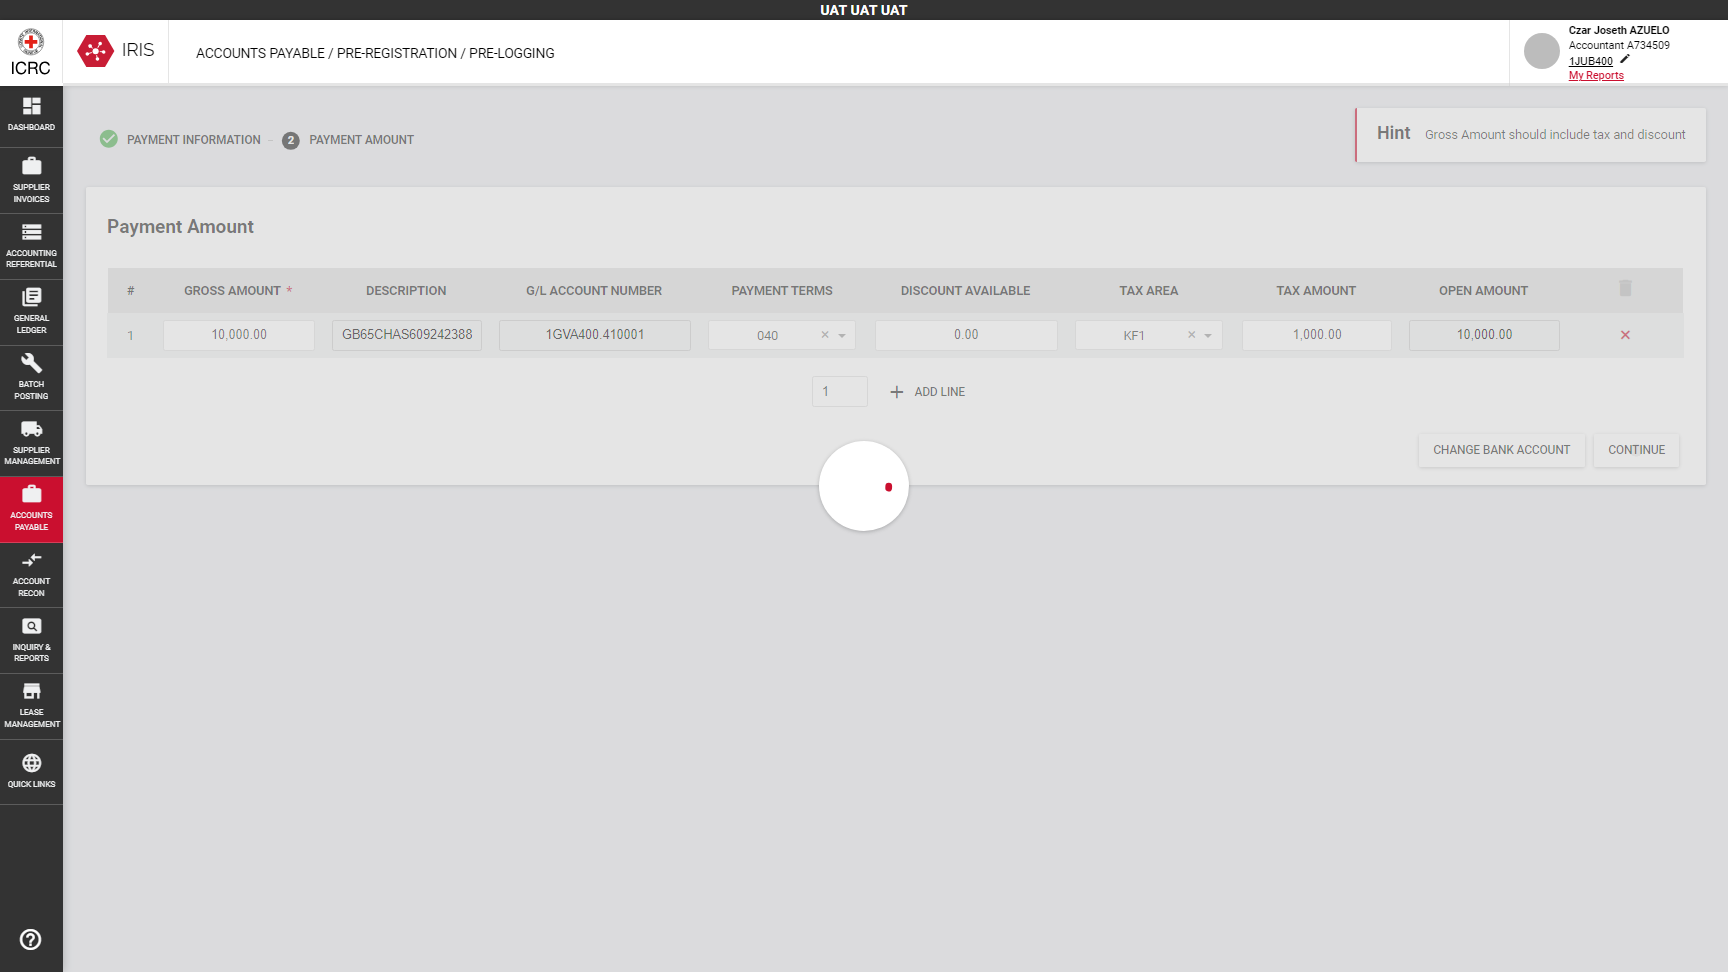 UAT UAT UAT
ICRC
IRIS
ACCOUNTS PAYABLE / PRE-REGISTRATION / PRE-LOGGING
Czar Joseth AZUELO
Accountant A734509
1JUB400
My Reports
DASHBOARD
SUPPLIER
INVOICES
ACCOUNTING
REFERENTIAL
GENERAL
LEDGER
BATCH
POSTING
SUPPLIER
MANAGEMENT
ACCOUNTS
PAYABLE
ACCOUNT
RECON
INQUIRY &
REPORTS
LEASE
MANAGEMENT
QUICK LINKS
PAYMENT INFORMATION
2 PAYMENT AMOUNT
Hint Gross Amount should include tax and discount
Payment Amount
# GROSS AMOUNT * DESCRIPTION G/L ACCOUNT NUMBER PAYMENT TERMS DISCOUNT AVAILABLE TAX AREA TAX AMOUNT OPEN AMOUNT
1 10,000.00 GB65CHAS609242388 1GVA400.410001 040 × 0.00 KF1 × 1,000.00 10,000.00
1 ADD LINE
CHANGE BANK ACCOUNT CONTINUE